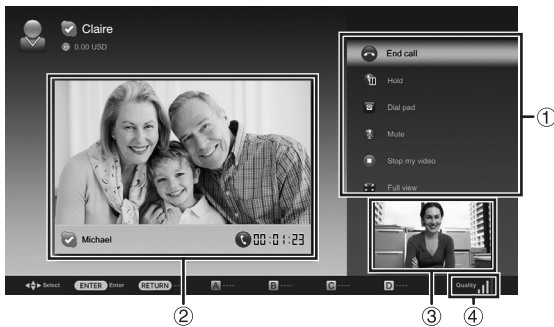 Claire
0.00 USD
End call
Hold
Dial pad
Mute
Stop my video
Full view
Michael 00:01:23
Select ENTER Enter RETURN ---- A ---- B ---- C ---- D ---- Quality
①
②
③
④